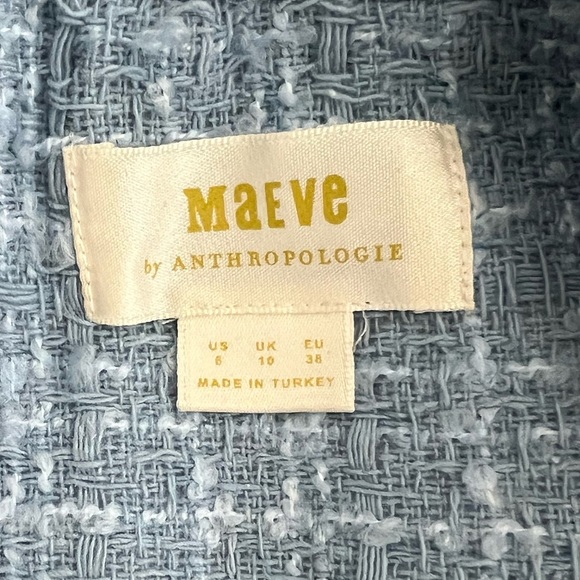 MaEve
by ANTHROPOLOGIE
US UK EU
6 10 38
MADE IN TURKEY